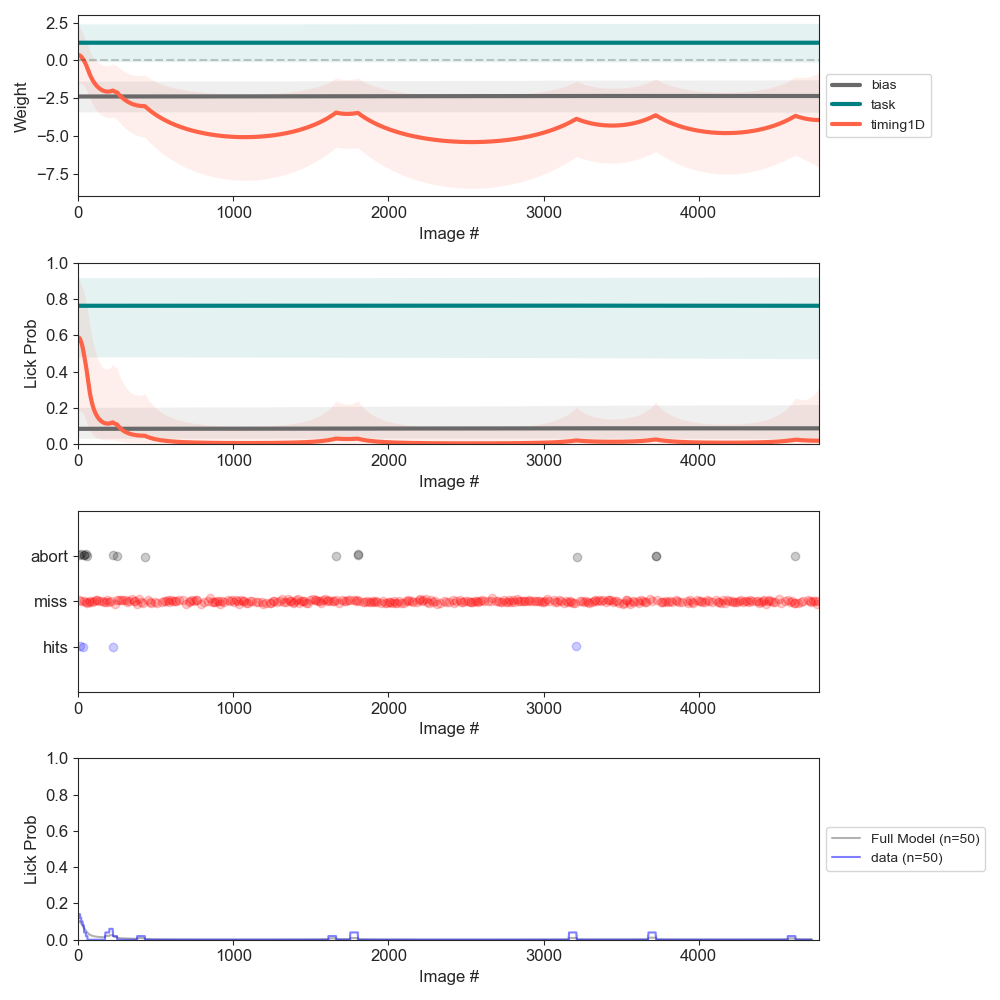 2.5
0.0
−2.5
−5.0
−7.5
Weight
0 1000 2000 3000 4000
Image #
bias
task
timing1D
1.0
0.8
0.6
0.4
0.2
0.0
Lick Prob
0 1000 2000 3000 4000
Image #
abort
miss
hits
0 1000 2000 3000 4000
Image #
1.0
0.8
0.6
0.4
0.2
0.0
Lick Prob
0 1000 2000 3000 4000
Image #
Full Model (n=50)
data (n=50)